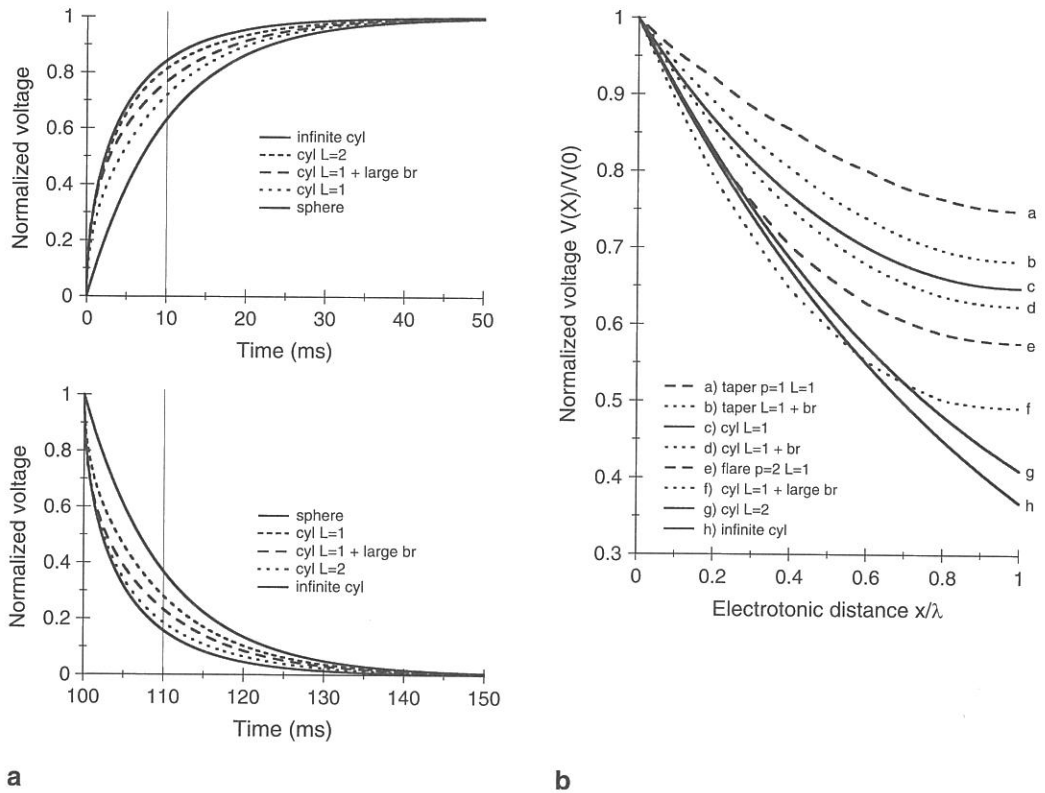 1
0.8
0.6
0.4
0.2
0
Normalized voltage
infinite cyl
cyl L=2
cyl L=1 + large br
cyl L=1
sphere
0 10 20 30 40 50
Time (ms)
1
0.8
0.6
0.4
0.2
0
Normalized voltage
sphere
cyl L=1
cyl L=1 + large br
cyl L=2
infinite cyl
100 110 120 130 140 150
Time (ms)
a
1
0.9
0.8
0.7
0.6
0.5
0.4
0.3
Normalized voltage V(X)/V(0)
a
b
c
d
e
f
g
h
a) taper p=1 L=1
b) taper L=1 + br
c) cyl L=1
d) cyl L=1 + br
e) flare p=2 L=1
f) cyl L=1 + large br
g) cyl L=2
h) infinite cyl
0 0.2 0.4 0.6 0.8 1
Electrotonic distance x/λ
b